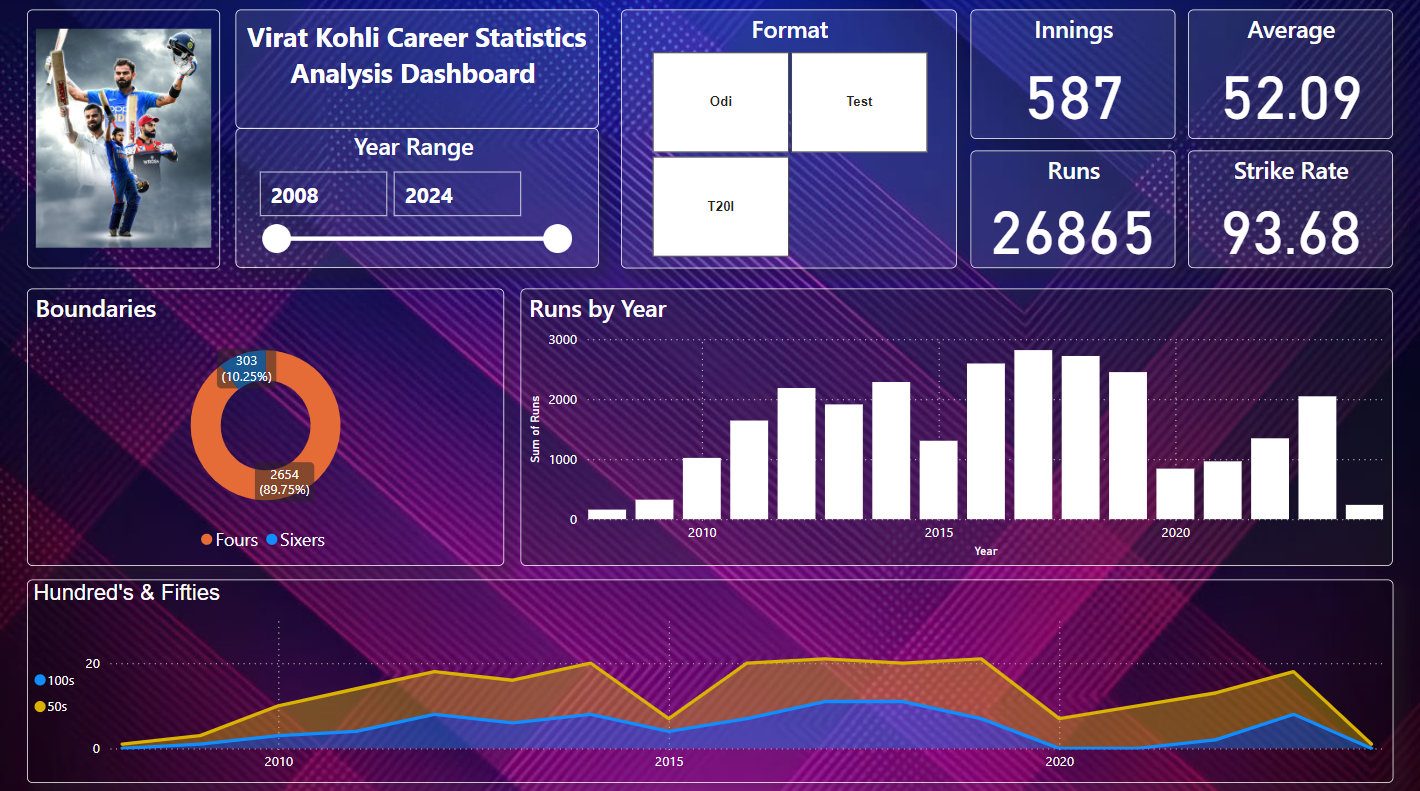 Virat Kohli Career Statistics
Analysis Dashboard
Year Range
2008
2024
Format
Odi
Test
T20I
Innings
587
Average
52.09
Runs
26865
Strike Rate
93.68
Boundaries
303
(10.25%)
2654
(89.75%)
Fours
Sixers
Runs by Year
Sum of Runs
3000
2000
1000
0
2010
2015
2020
Year
Hundred's & Fifties
100s
50s
20
0
2010
2015
2020